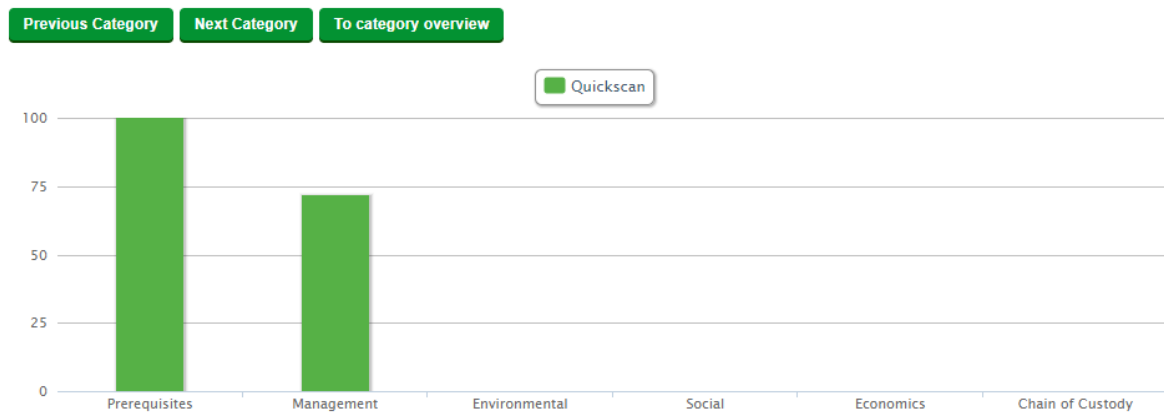 Previous Category Next Category To category overview
Quickscan
100
75
50
25
0
Prerequisites Management Environmental Social Economics Chain of Custody